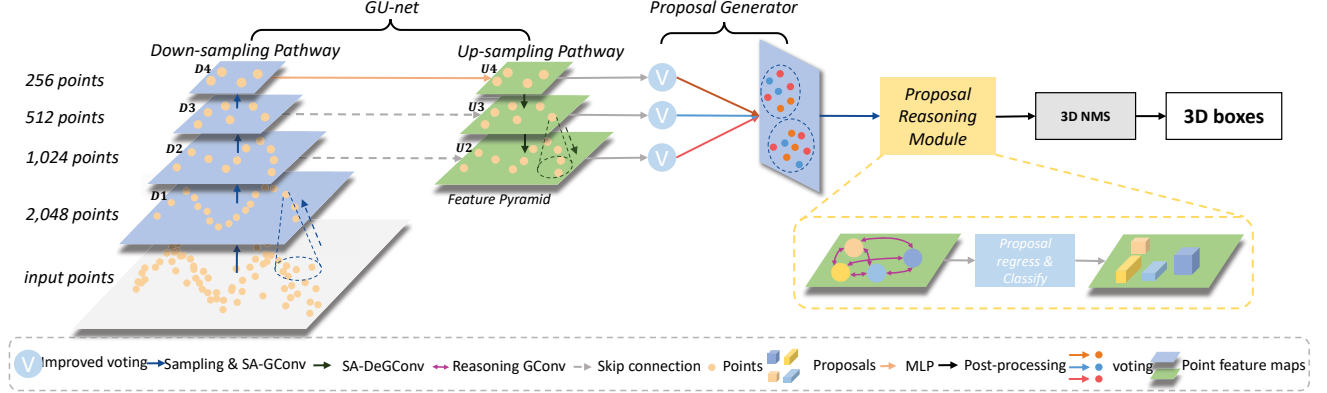 GU-net
Proposal Generator
Down-sampling Pathway
Up-sampling Pathway
256 points
D4
U4
V
512 points
D3
U3
V
1,024 points
D2
U2
V
2,048 points
D1
Feature Pyramid
input points
Proposal
Reasoning
Module
3D NMS
3D boxes
Proposal
regress &
Classify
V Improved voting
Sampling & SA-GConv
SA-DeGConv
Reasoning GConv
Skip connection
Points
Proposals
MLP
Post-processing
voting
Point feature maps